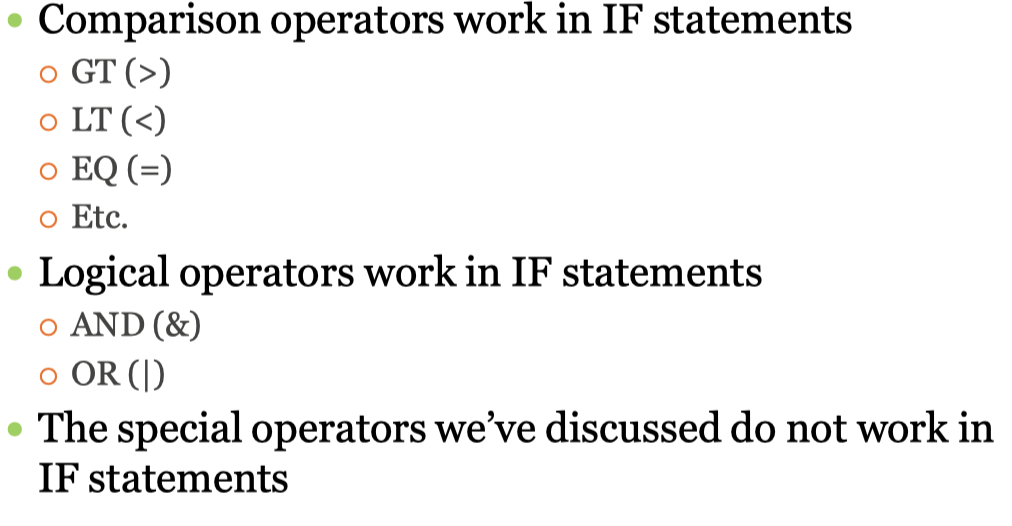 Comparison operators work in IF statements
GT (>)
LT (<)
EQ (=)
Etc.
Logical operators work in IF statements
AND (&)
OR (|)
The special operators we’ve discussed do not work in
IF statements